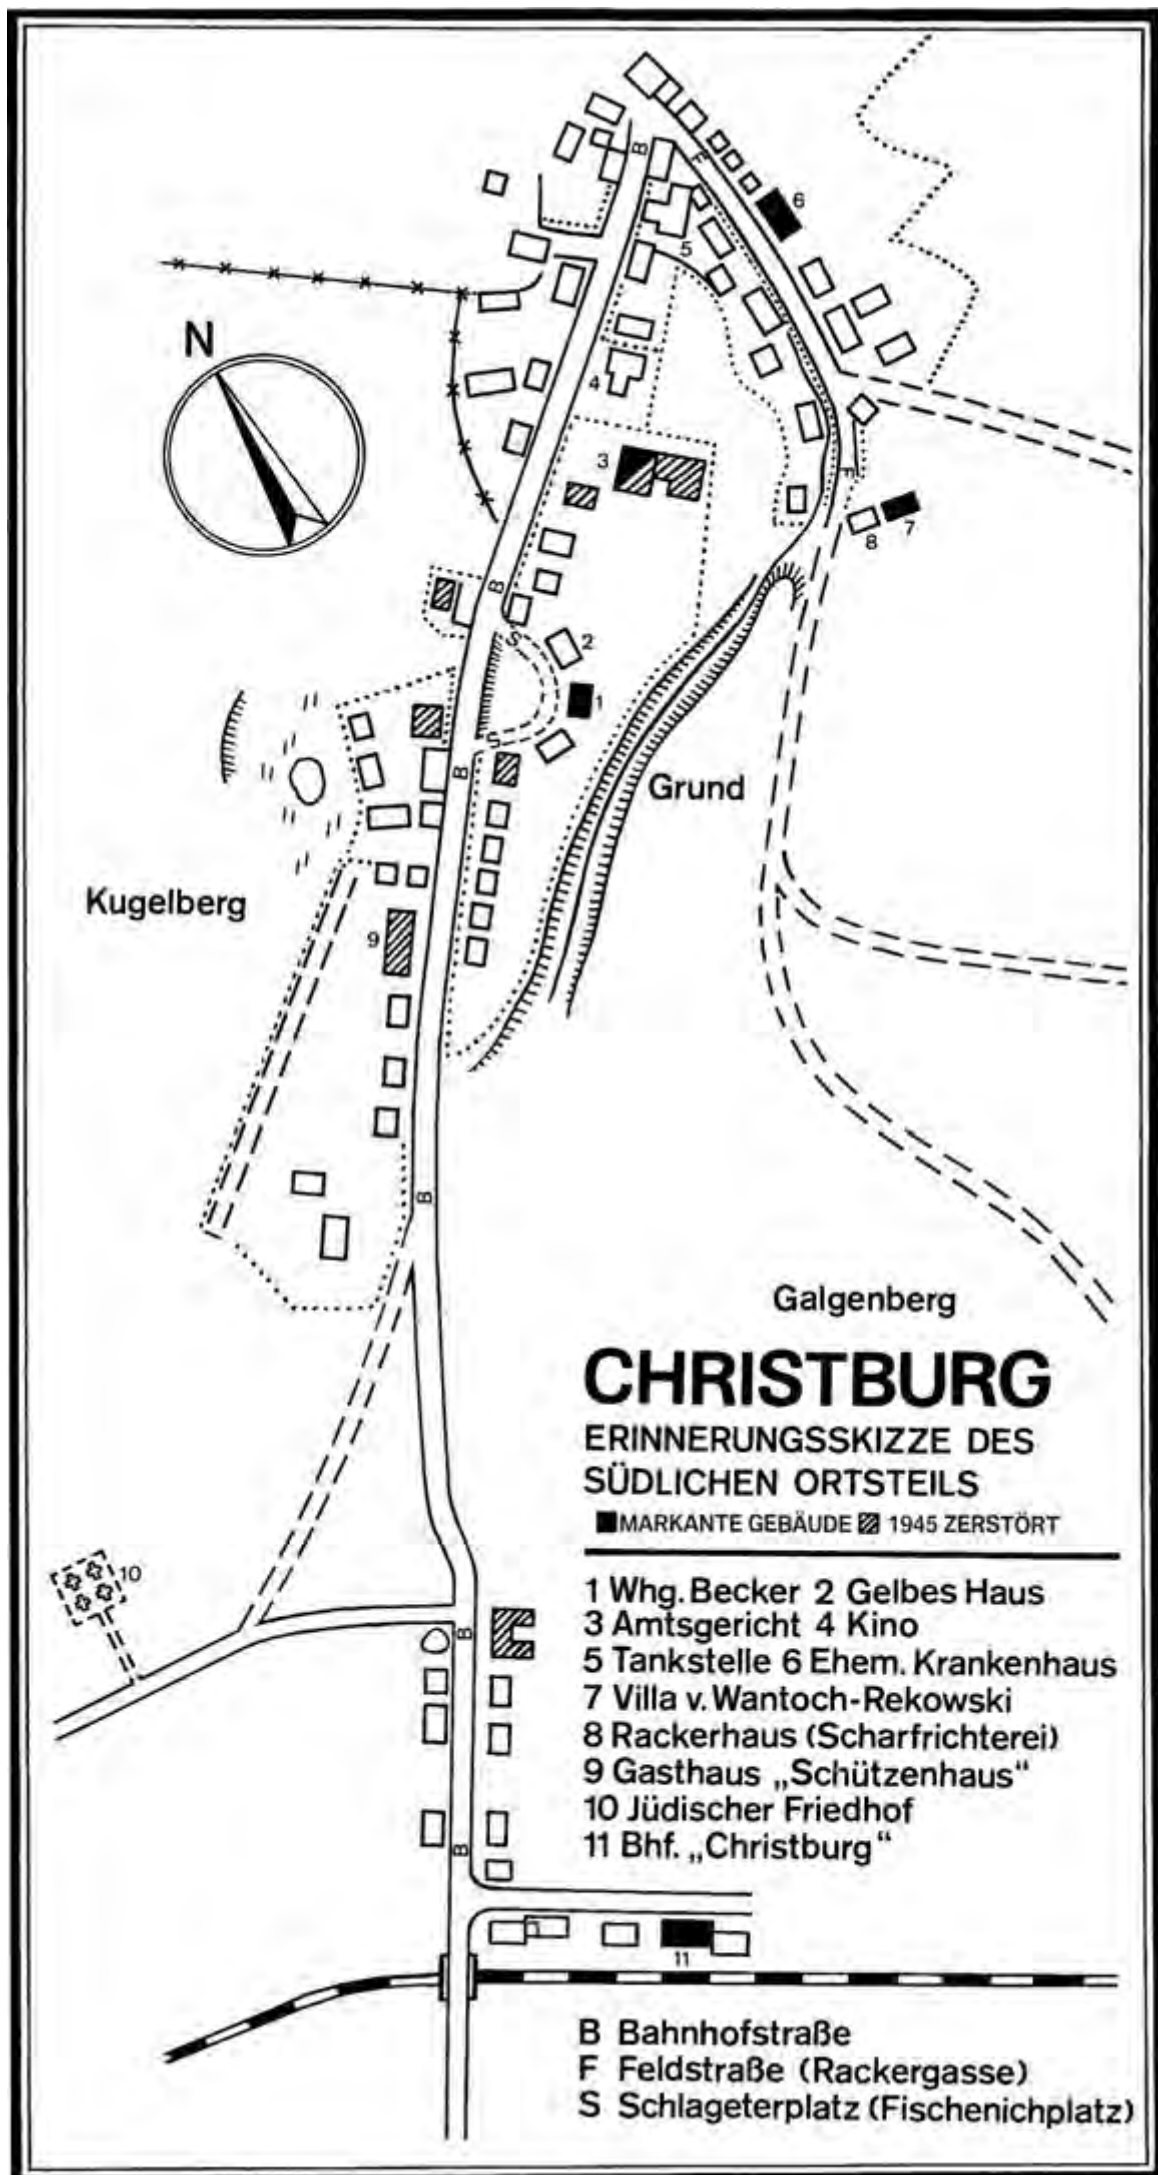 B
F
6
5
N
4
3
F
7
8
B
S
2
1
S
B
Grund
Kugelberg
9
B
Galgenberg
CHRISTBURG
ERINNERUNGSSKIZZE DES
SÜDLICHEN ORTSTEILS
MARKANTE GEBÄUDE 1945 ZERSTÖRT
10
1 Whg. Becker 2 Gelbes Haus
3 Amtsgericht 4 Kino
5 Tankstelle 6 Ehem. Krankenhaus
7 Villa v. Wantoch-Rekowski
8 Rackerhaus (Scharfrichterei)
9 Gasthaus „Schützenhaus“
10 Jüdischer Friedhof
11 Bhf. „Christburg“
B
B
11
B Bahnhofstraße
F Feldstraße (Rackergasse)
S Schlageterplatz (Fischenichplatz)